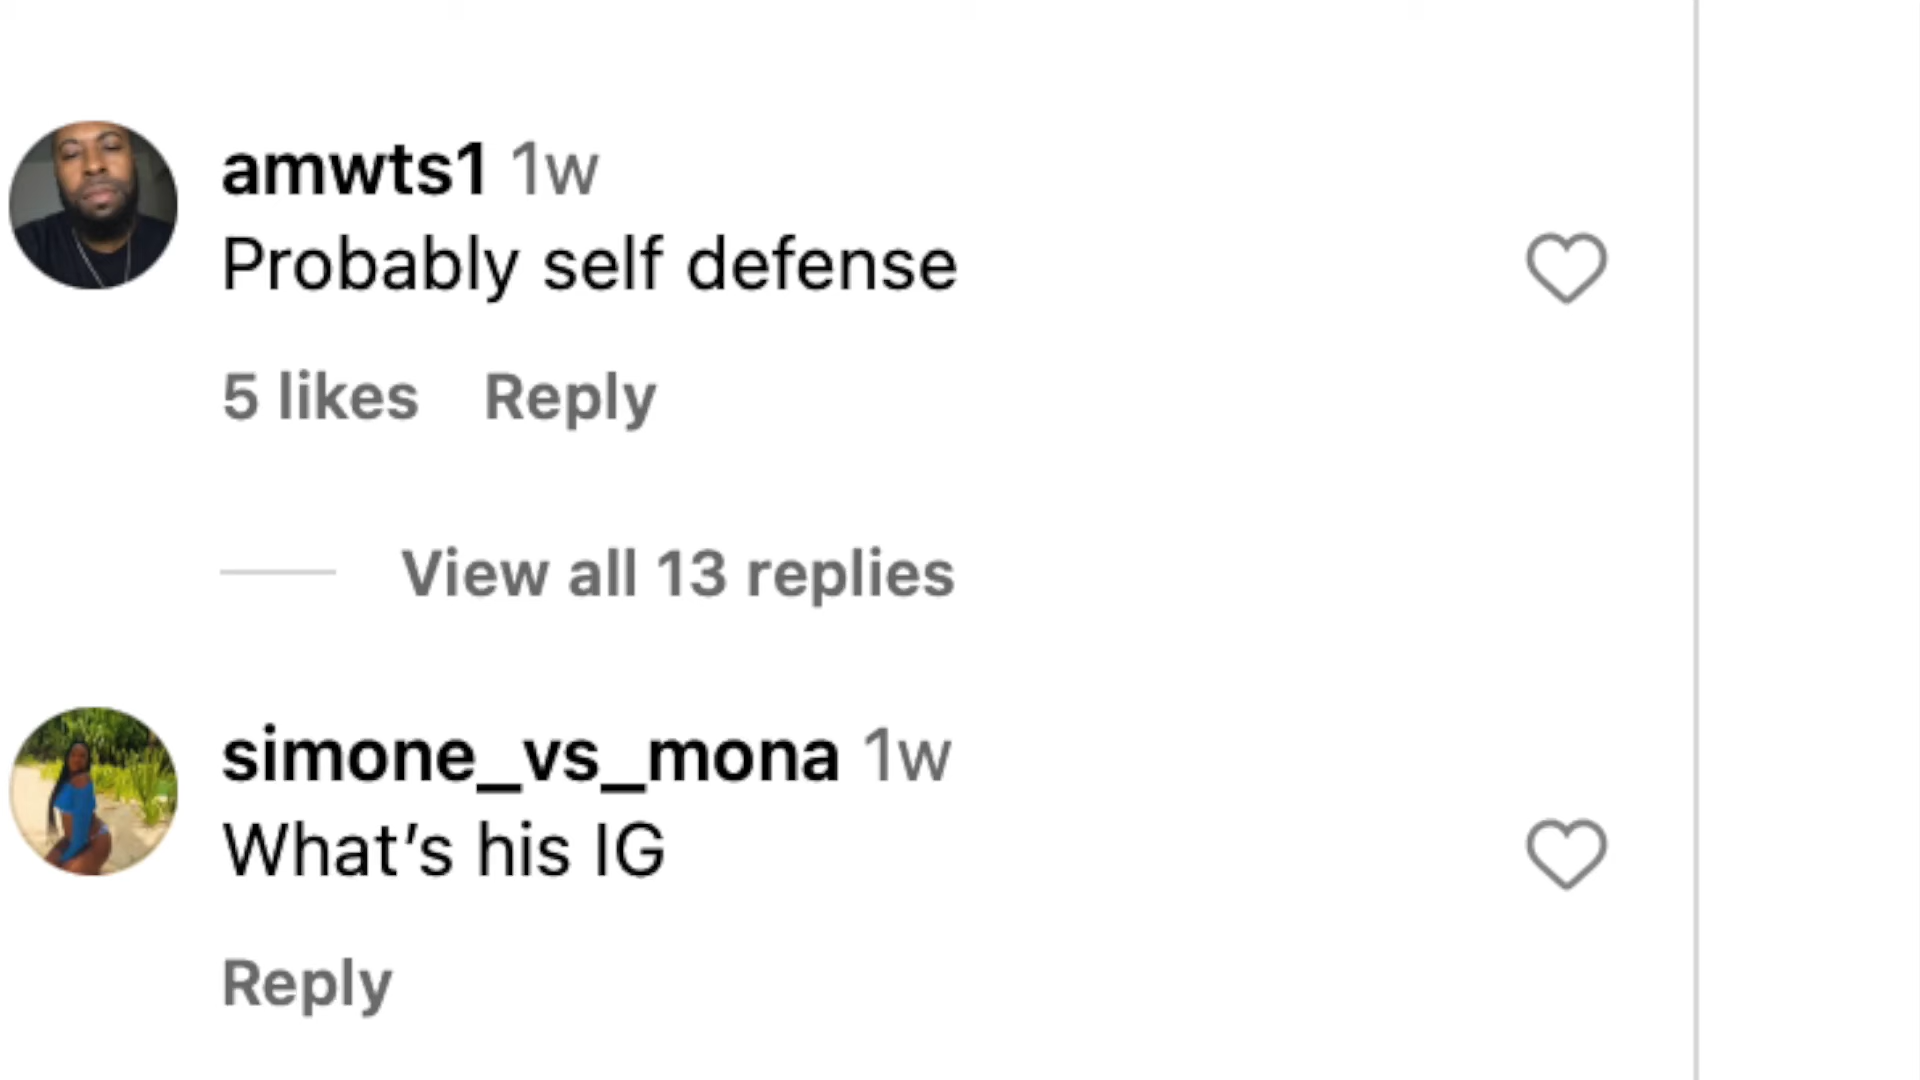 amwts1 1w
Probably self defense
5 likes Reply
View all 13 replies
simone_vs_mona 1w
What’s his IG
Reply